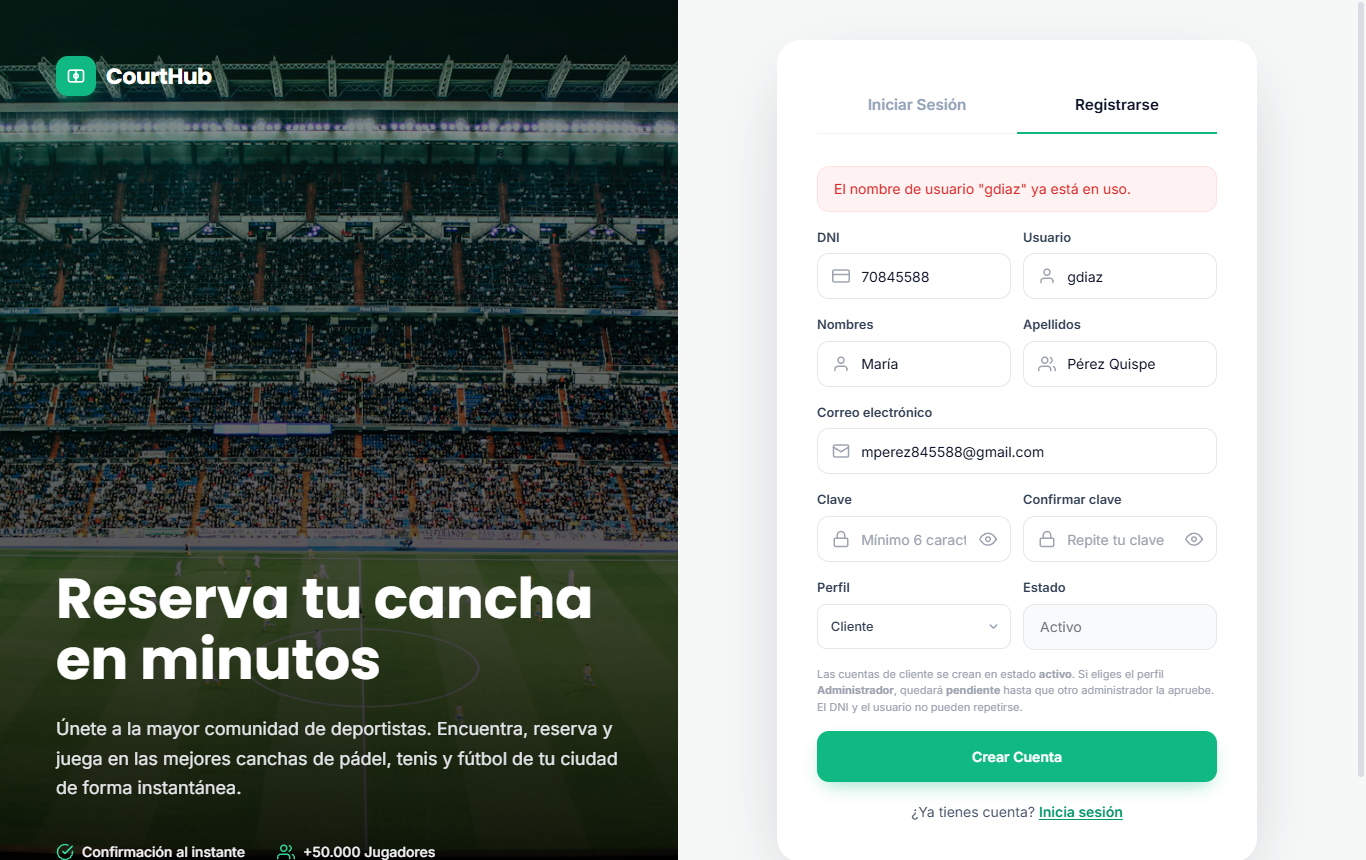 CourtHub
Reserva tu cancha
en minutos
Únete a la mayor comunidad de deportistas. Encuentra, reserva y
juega en las mejores canchas de pádel, tenis y fútbol de tu ciudad
de forma instantánea.
Confirmación al instante
+50.000 Jugadores
Iniciar Sesión
Registrarse
El nombre de usuario "gdiaz" ya está en uso.
DNI
Usuario
70845588
gdiaz
Nombres
Apellidos
María
Pérez Quispe
Correo electrónico
mperez845588@gmail.com
Clave
Confirmar clave
Mínimo 6 caract
Repite tu clave
Perfil
Estado
Cliente
Activo
Las cuentas de cliente se crean en estado activo. Si eliges el perfil
Administrador, quedará pendiente hasta que otro administrador la apruebe.
El DNI y el usuario no pueden repetirse.
Crear Cuenta
¿Ya tienes cuenta? Inicia sesión